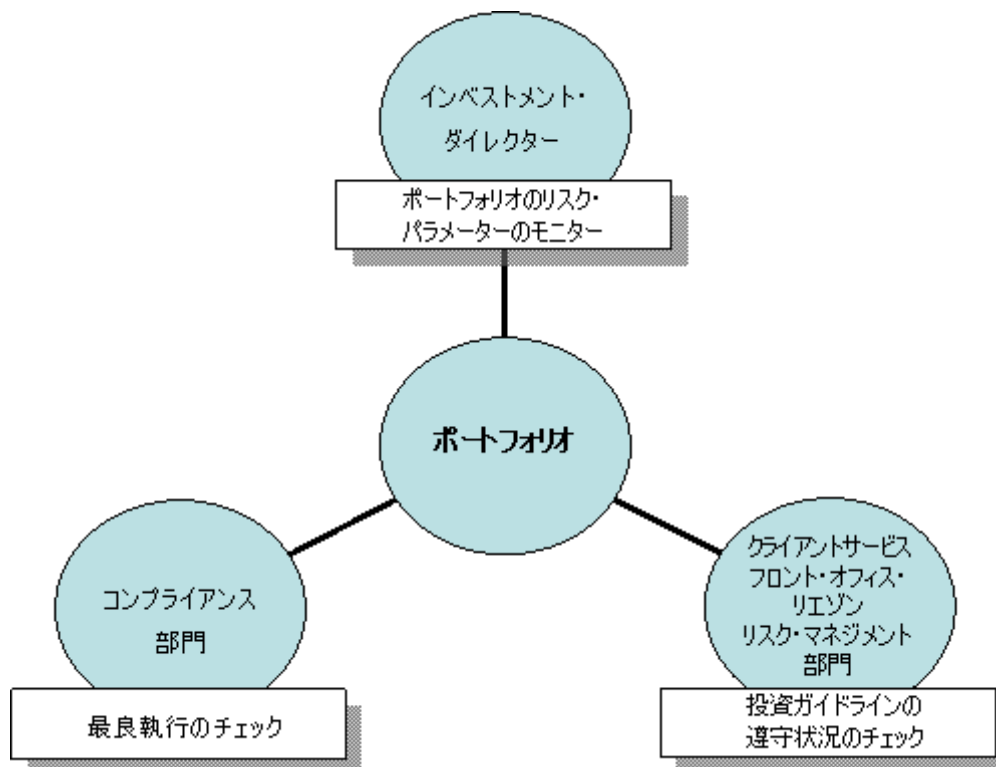 インベストメント・
ダイレクター
ポートフォリオのリスク・
パラメーターのモニター
ポートフォリオ
コンプライアンス
部門
最良執行のチェック
クライアントサービス
フロント・オフィス・
リエゾン
リスク・マネジメント
部門
投資ガイドラインの
遵守状況のチェック